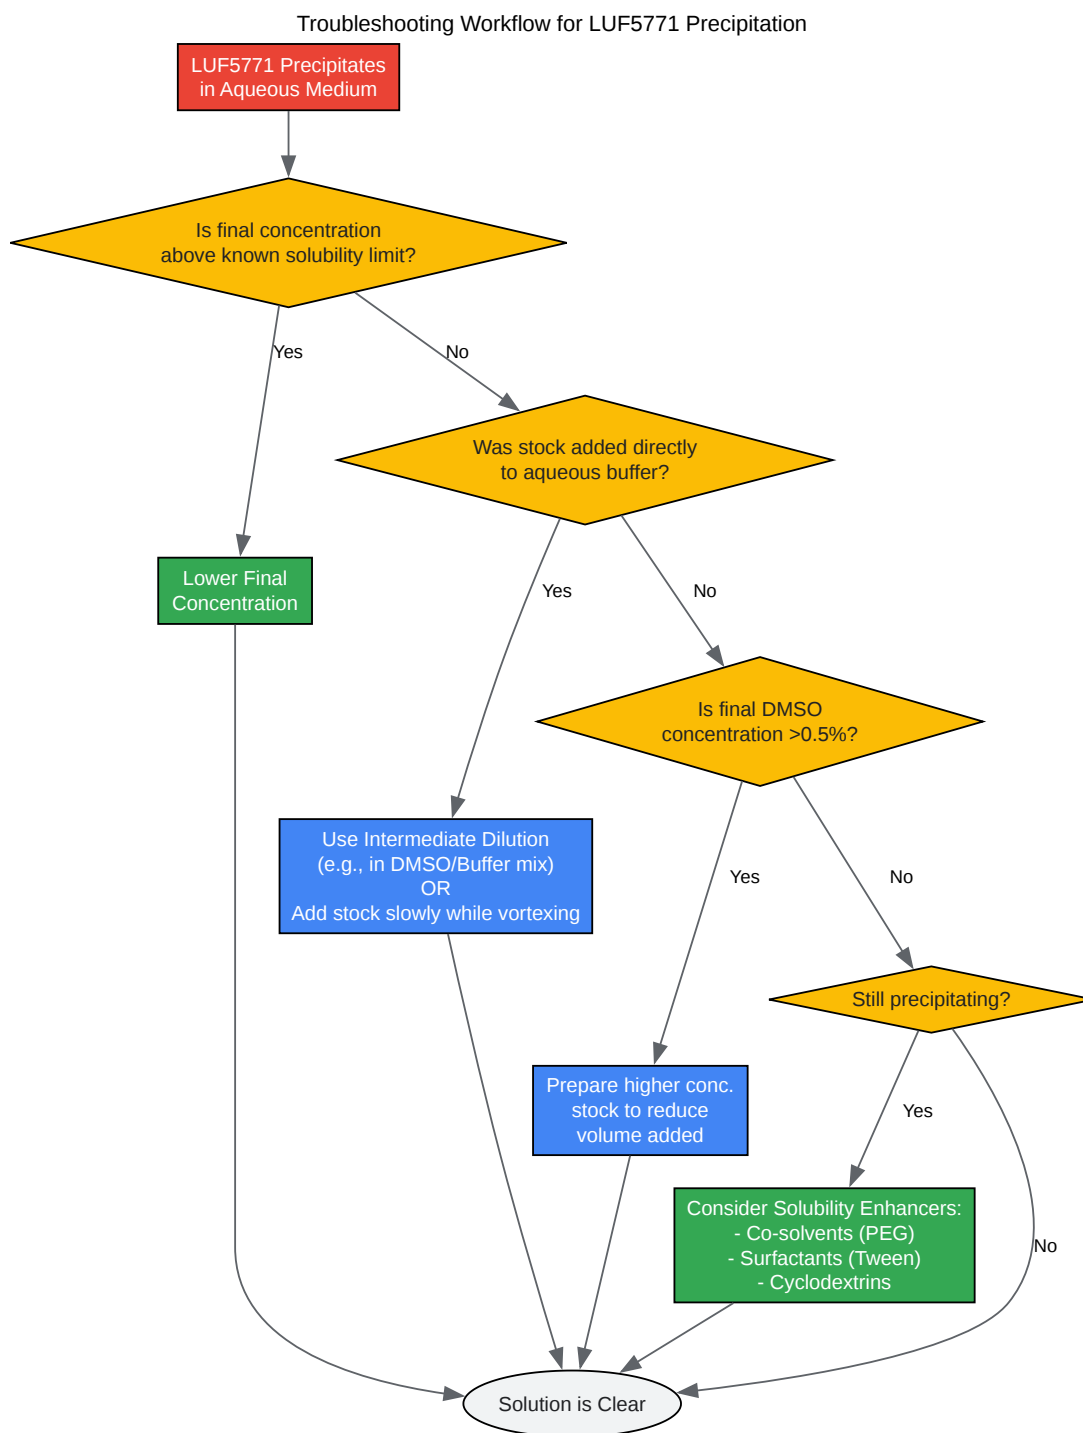 Troubleshooting Workflow for LUF5771 Precipitation
LUF5771 Precipitates
in Aqueous Medium
Is final concentration
above known solubility limit?
Yes
No
Was stock added directly
to aqueous buffer?
Lower Final
Concentration
Yes
No
Is final DMSO
concentration >0.5%?
Use Intermediate Dilution
(e.g., in DMSO/Buffer mix)
OR
Add stock slowly while vortexing
Yes
No
Still precipitating?
Prepare higher conc.
stock to reduce
volume added
Yes
Consider Solubility Enhancers:
- Co-solvents (PEG)
- Surfactants (Tween)
- Cyclodextrins
No
Solution is Clear